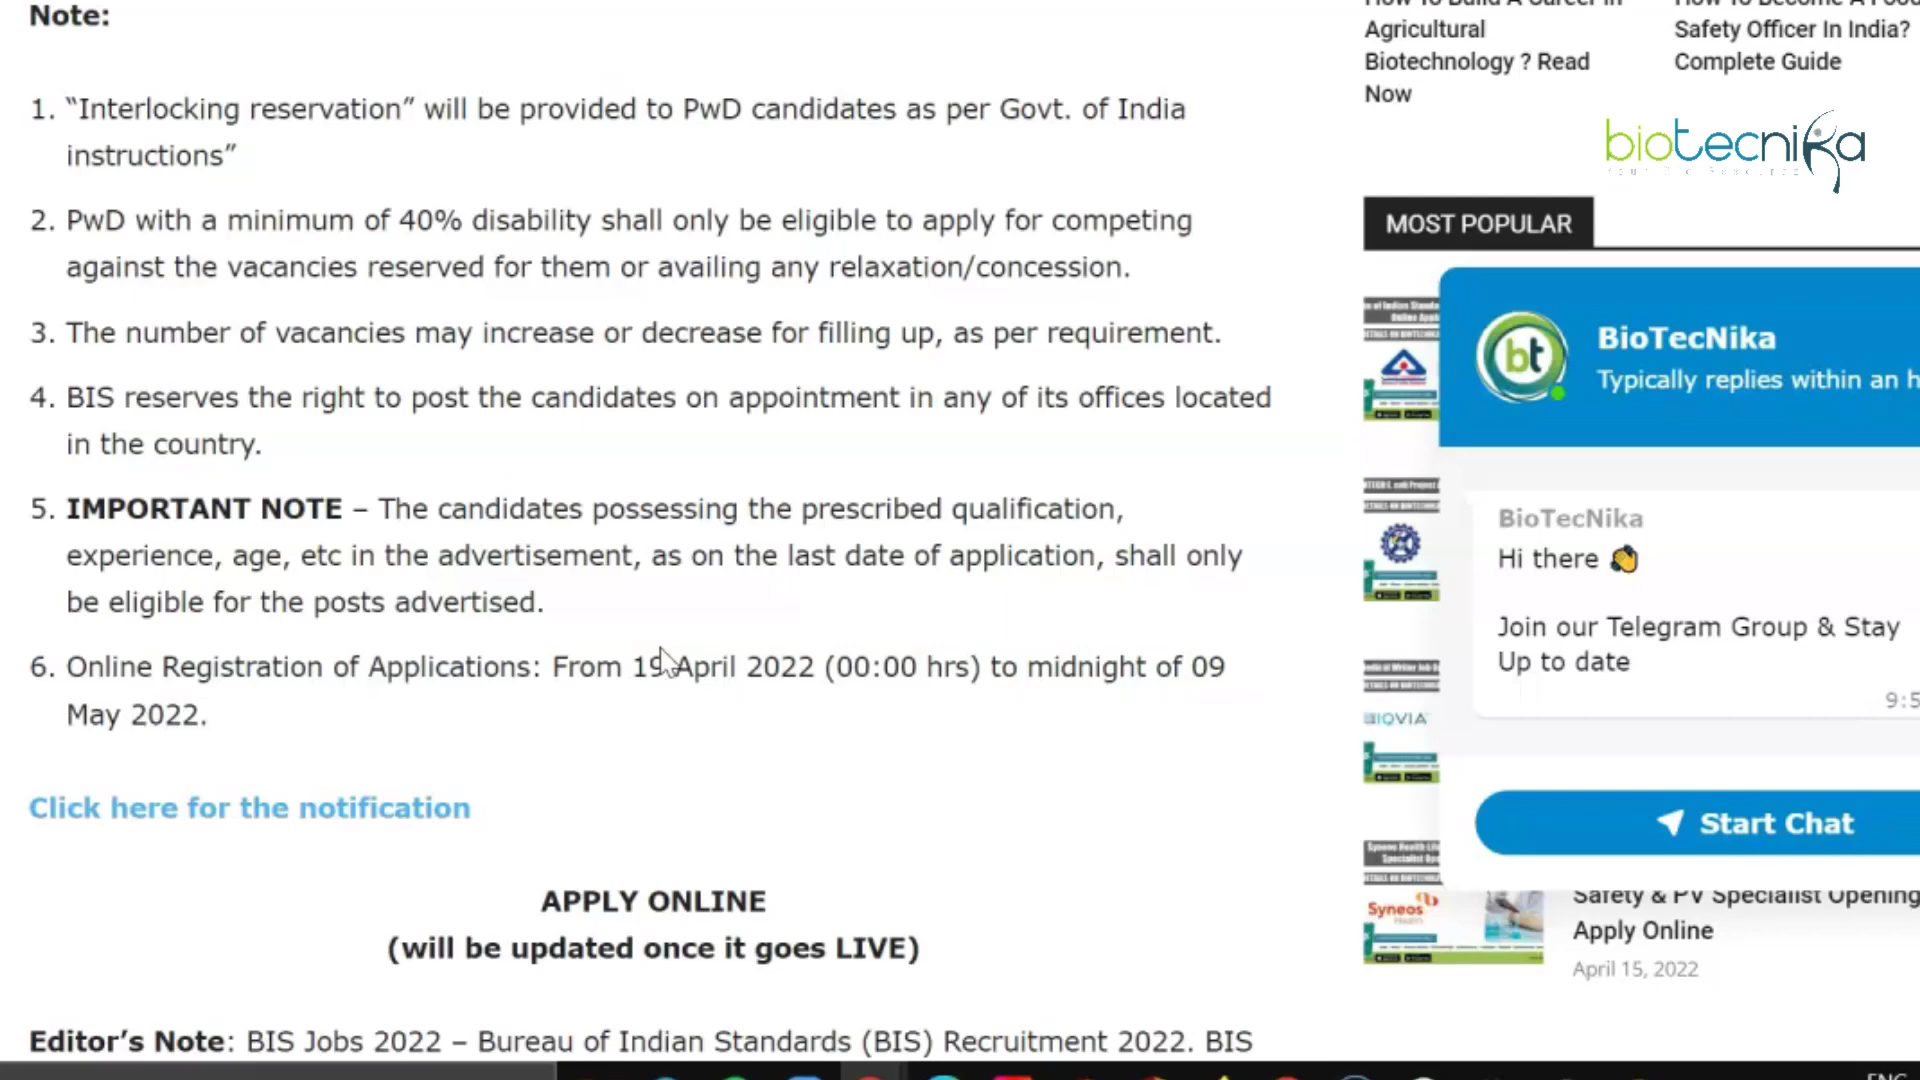 Note:
1. “Interlocking reservation” will be provided to PwD candidates as per Govt. of India
instructions”
2. PwD with a minimum of 40% disability shall only be eligible to apply for competing
against the vacancies reserved for them or availing any relaxation/concession.
3. The number of vacancies may increase or decrease for filling up, as per requirement.
4. BIS reserves the right to post the candidates on appointment in any of its offices located
in the country.
5. IMPORTANT NOTE – The candidates possessing the prescribed qualification,
experience, age, etc in the advertisement, as on the last date of application, shall only
be eligible for the posts advertised.
6. Online Registration of Applications: From 19 April 2022 (00:00 hrs) to midnight of 09
May 2022.
Click here for the notification
APPLY ONLINE
(will be updated once it goes LIVE)
Editor’s Note: BIS Jobs 2022 – Bureau of Indian Standards (BIS) Recruitment 2022. BIS
Agricultural
Biotechnology ? Read
Now
Safety Officer In India?
Complete Guide
biotecnika
MOST POPULAR
bt
BioTecNika
Typically replies within an h
BioTecNika
Hi there
Join our Telegram Group & Stay
Up to date
9:5
Start Chat
IQVIA
Syneos
Safety & PV Specialist Opening
Apply Online
April 15, 2022